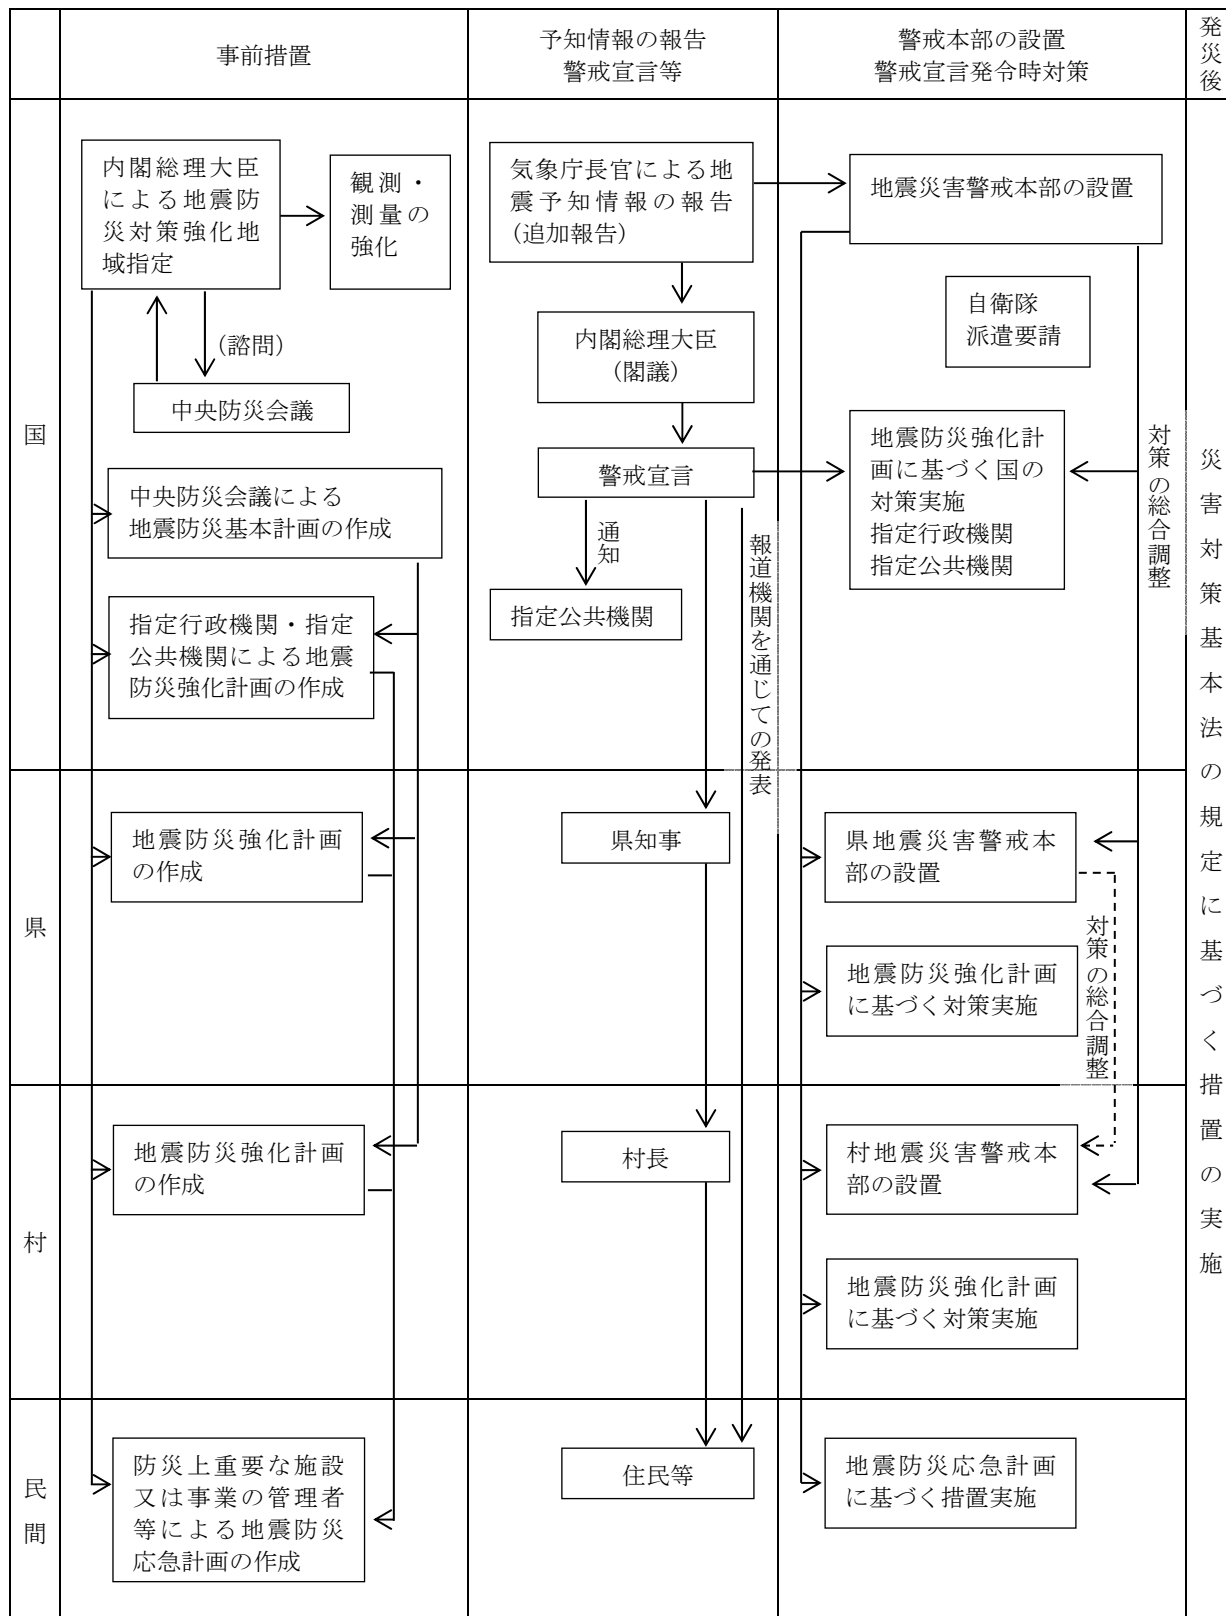 事前措置
予知情報の報告
警戒宣言等
警戒本部の設置
警戒宣言発令時対策
発災後
国
内閣総理大臣
による地震防
災対策強化地
域指定
観測・
測量の
強化
(諮問)
中央防災会議
中央防災会議による
地震防災基本計画の作成
指定行政機関・指定
公共機関による地震
防災強化計画の作成
気象庁長官による地
震予知情報の報告
(追加報告)
内閣総理大臣
(閣議)
警戒宣言
通知
指定公共機関
報道機関を通じての発表
地震災害警戒本部の設置
自衛隊
派遣要請
地震防災強化計
画に基づく国の
対策実施
指定行政機関
指定公共機関
対策の総合調整
災害対策基本法の規定に基づく措置の実施
県
地震防災強化計画
の作成
県知事
県地震災害警戒本
部の設置
地震防災強化計画
に基づく対策実施
対策の総合調整
村
地震防災強化計画
の作成
村長
村地震災害警戒本
部の設置
地震防災強化計画
に基づく対策実施
民間
防災上重要な施設
又は事業の管理者
等による地震防災
応急計画の作成
住民等
地震防災応急計画
に基づく措置実施